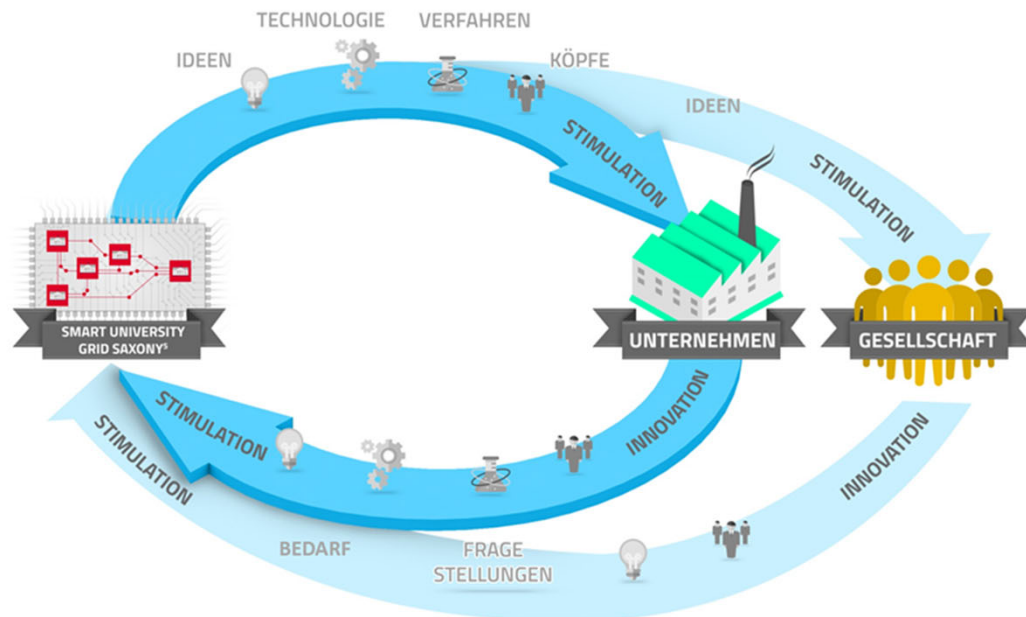 TECHNOLOGIE
VERFAHREN
IDEEN
KÖPFE
IDEEN
STIMULATION
STIMULATION
SMART UNIVERSITY
GRID SAXONY⁵
UNTERNEHMEN
GESELLSCHAFT
STIMULATION
INNOVATION
STIMULATION
INNOVATION
BEDARF
FRAGE
STELLUNGEN